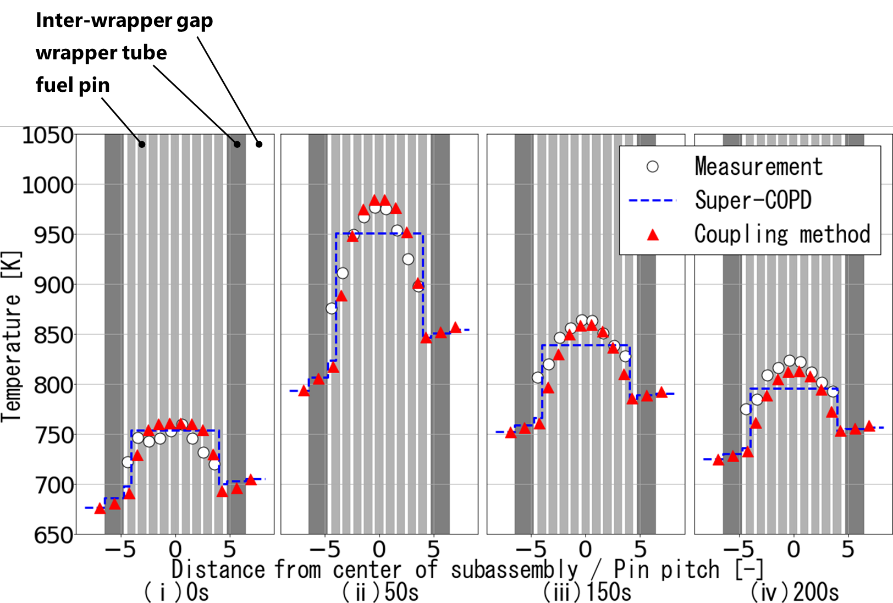 Inter-wrapper gap
wrapper tube
fuel pin
1050
1000
950
900
850
800
750
700
650
Temperature [K]
Measurement
Super-COPD
Coupling method
−5 0 5 −5 0 5 −5 0 5 −5 0 5
Distance from center of subassembly / Pin pitch [-]
(ⅰ)0s (ⅱ)50s (ⅲ)150s (ⅳ)200s